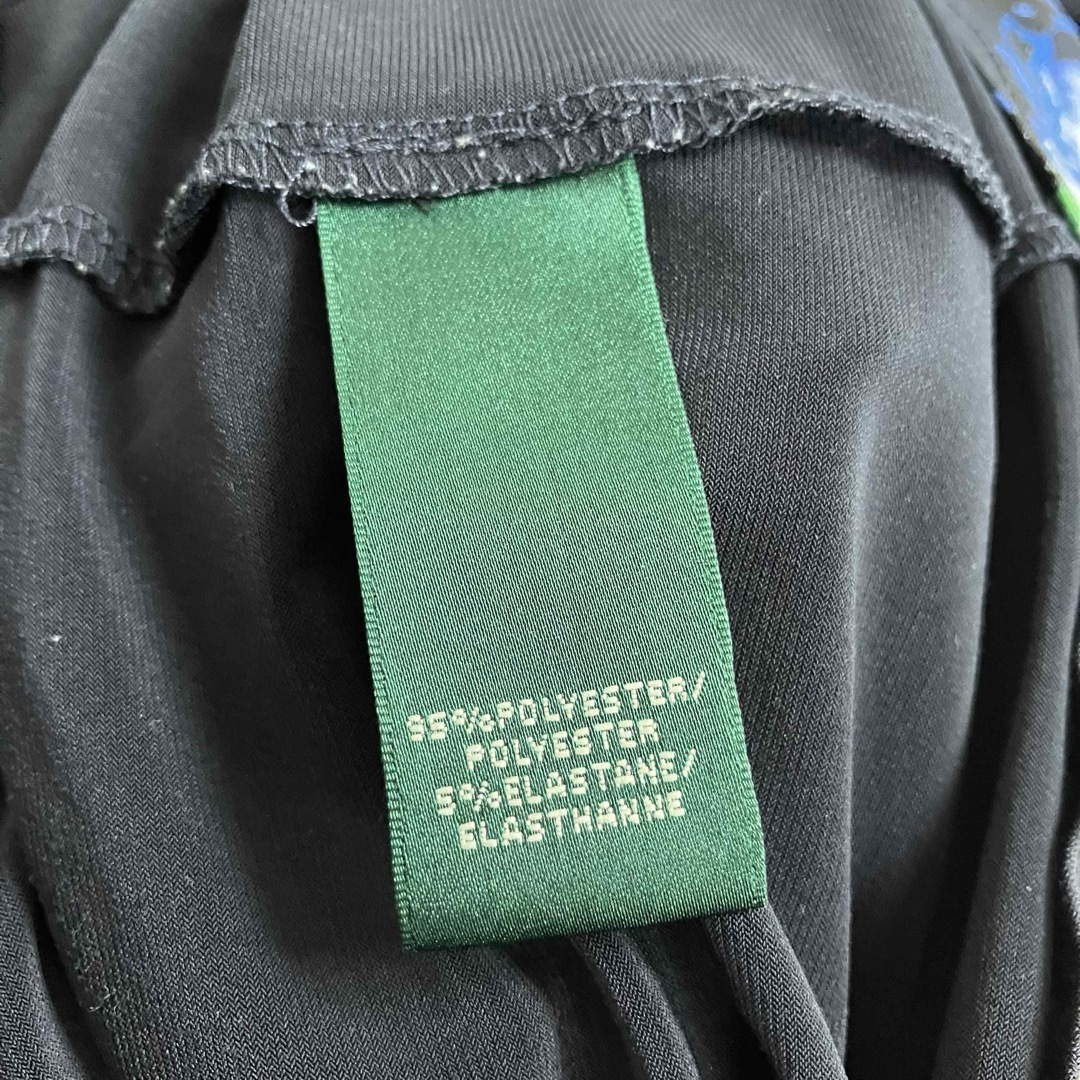 95%POLYESTER/
POLYESTER
5%ELASTANE/
ELASTHANNE